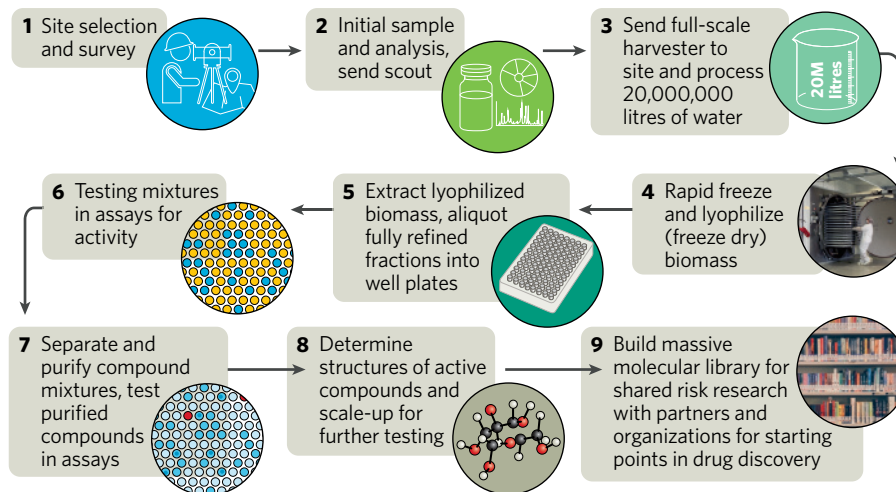 1 Site selection
and survey
2 Initial sample
and analysis,
send scout
3 Send full-scale
harvester to
site and process
20,000,000
litres of water
20M
litres
4 Rapid freeze
and lyophilize
(freeze dry)
biomass
5 Extract lyophilized
biomass, aliquot
fully refined
fractions into
well plates
6 Testing mixtures
in assays for
activity
7 Separate and
purify compound
mixtures, test
purified
compounds
in assays
8 Determine
structures of active
compounds and
scale-up for
further testing
9 Build massive
molecular library for
shared risk research
with partners and
organizations for starting
points in drug discovery